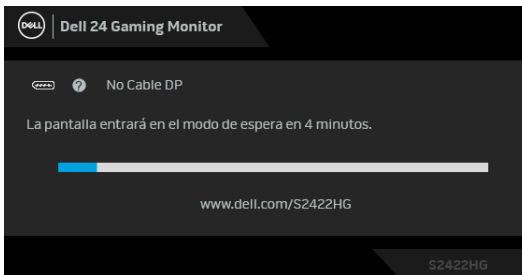 DELL
Dell 24 Gaming Monitor
No Cable DP
La pantalla entrará en el modo de espera en 4 minutos.
www.dell.com/S2422HG
S2422HG